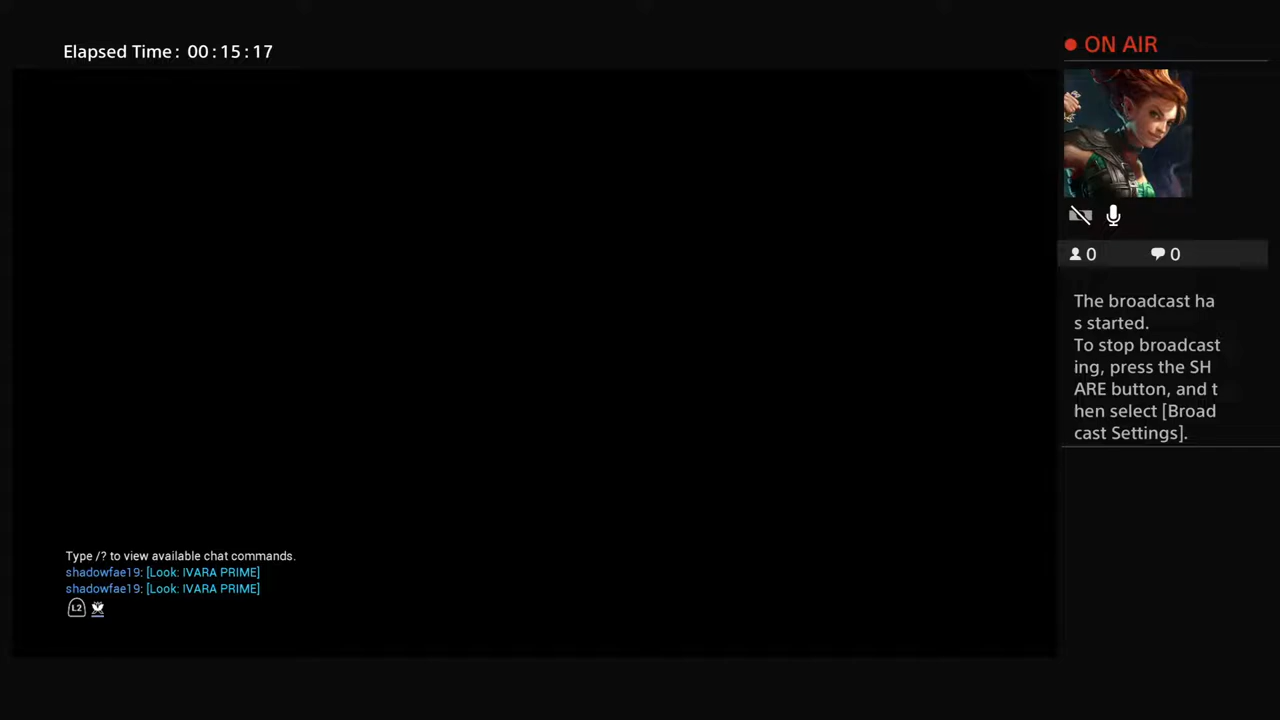 Elapsed Time: 00:15:17
ON AIR
0 0
The broadcast ha
s started.
To stop broadcast
ing, press the SH
ARE button, and t
hen select [Broad
cast Settings].
Type /? to view available chat commands.
shadowfae19: [Look: IVARA PRIME]
shadowfae19: [Look: IVARA PRIME]
L2